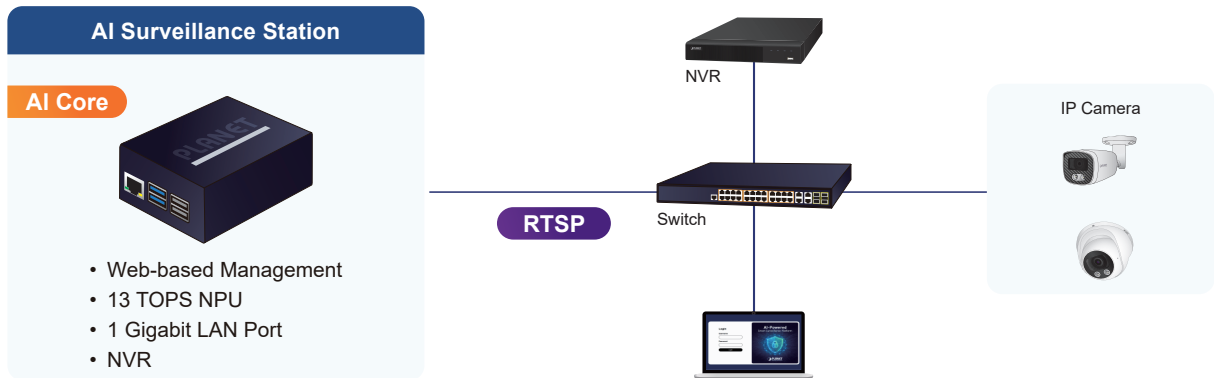 AI Surveillance Station
AI Core
PLANET
• Web-based Management
• 13 TOPS NPU
• 1 Gigabit LAN Port
• NVR
RTSP
NVR
Switch
IP Camera
AI-Powered
PLANET